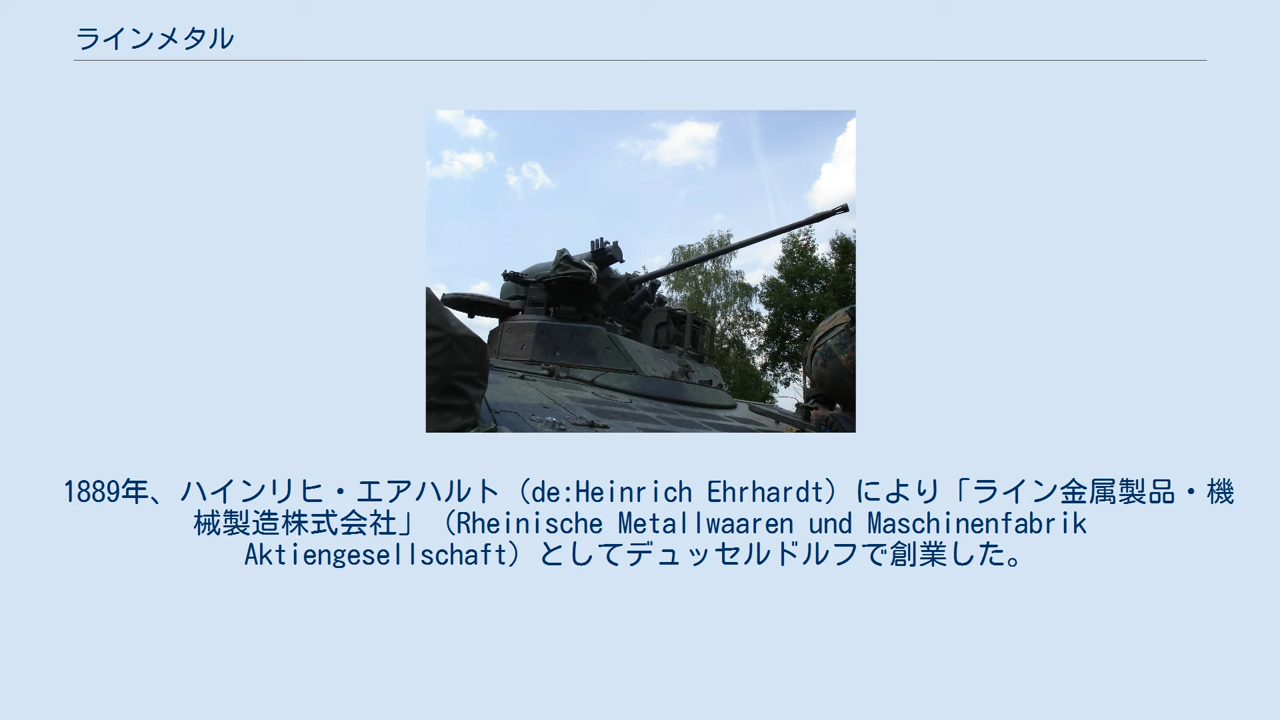 ラインメタル
1889年、ハインリヒ・エアハルト（de:Heinrich Ehrhardt）により「ライン金属製品・機
械製造株式会社」（Rheinische Metallwaaren und Maschinenfabrik
Aktiengesellschaft）としてデュッセルドルフで創業した。